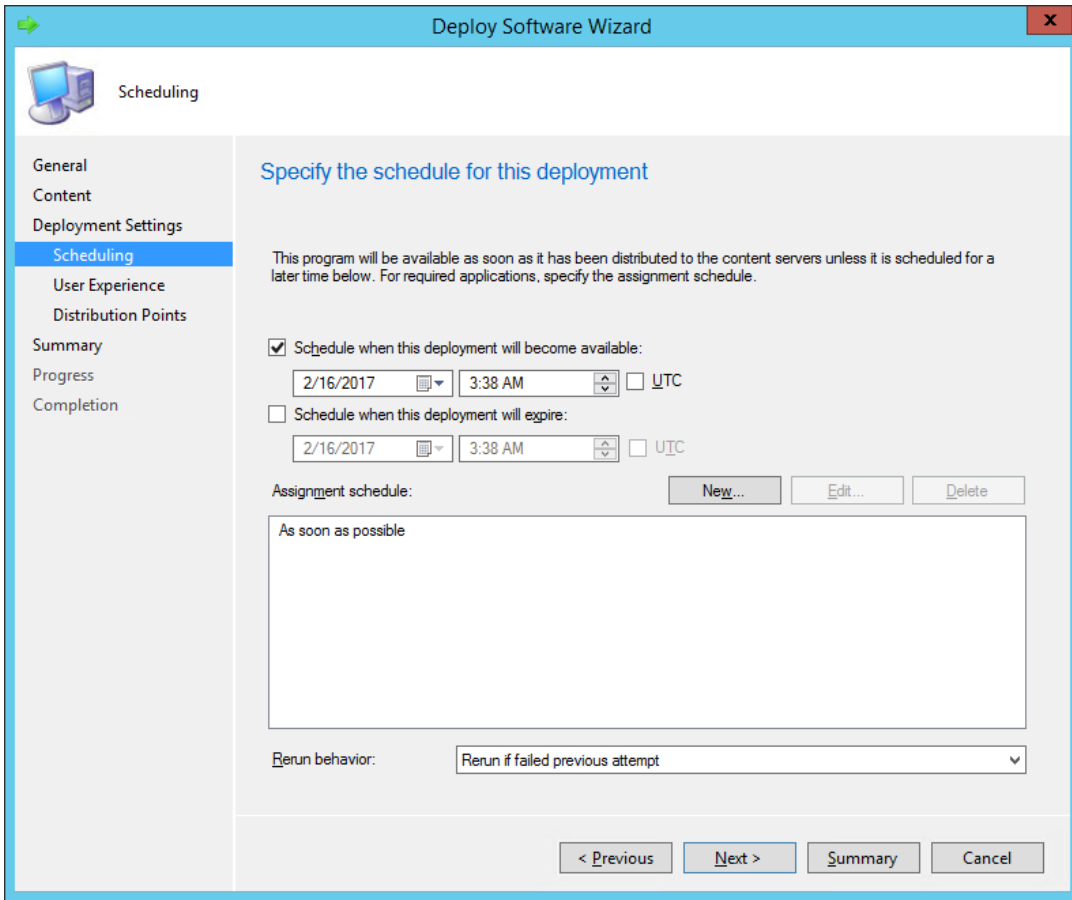 Deploy Software Wizard
x
Scheduling
General
Content
Deployment Settings
Scheduling
User Experience
Distribution Points
Summary
Progress
Completion
Specify the schedule for this deployment
This program will be available as soon as it has been distributed to the content servers unless it is scheduled for a
later time below. For required applications, specify the assignment schedule.
Schedule when this deployment will become available:
2/16/2017 3:38 AM UTC
Schedule when this deployment will expire:
2/16/2017 3:38 AM UTC
Assignment schedule: New... Edit... Delete
As soon as possible
Rerun behavior: Rerun if failed previous attempt
< Previous Next > Summary Cancel